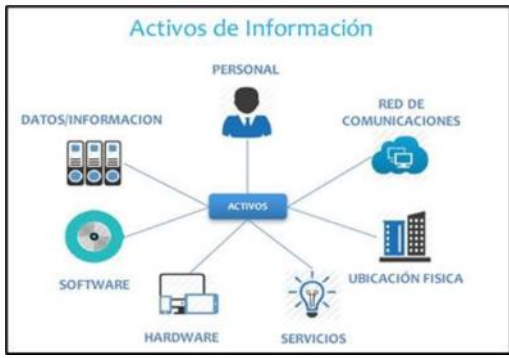 Activos de Información
PERSONAL
RED DE
COMUNICACIONES
DATOS/INFORMACION
ACTIVOS
SOFTWARE
UBICACIÓN FISICA
HARDWARE
SERVICIOS